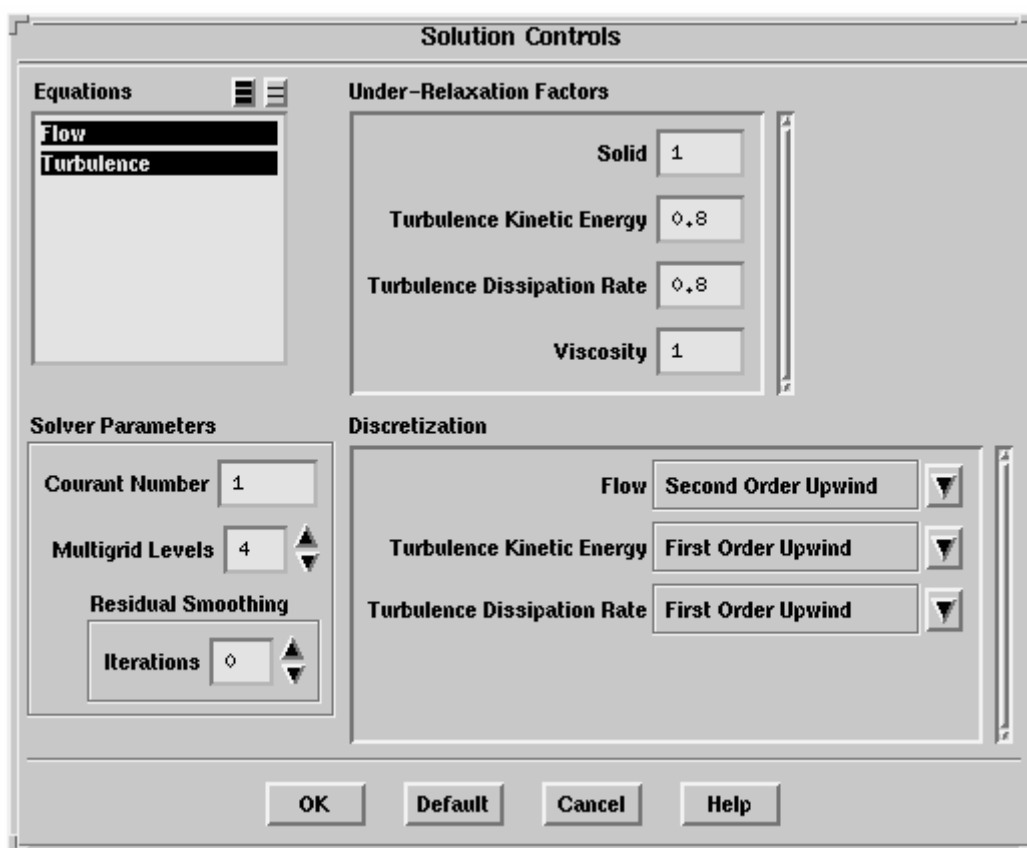 Solution Controls
Equations
Flow
Turbulence
Under-Relaxation Factors
Solid 1
Turbulence Kinetic Energy 0.8
Turbulence Dissipation Rate 0.8
Viscosity 1
Solver Parameters
Courant Number 1
Multigrid Levels 4
Residual Smoothing
Iterations 0
Discretization
Flow Second Order Upwind
Turbulence Kinetic Energy First Order Upwind
Turbulence Dissipation Rate First Order Upwind
OK Default Cancel Help